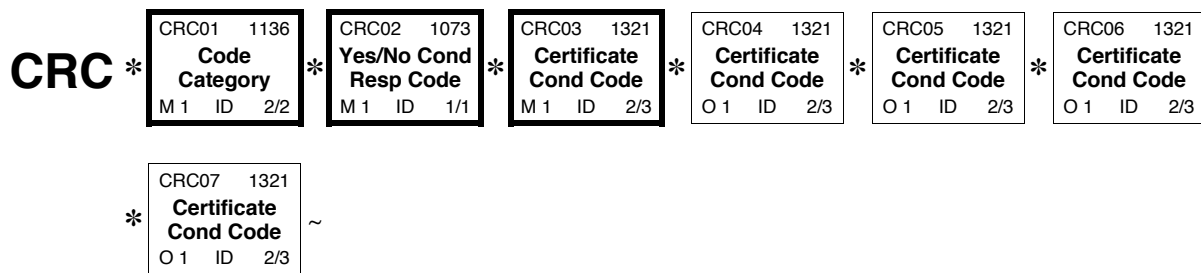 CRC01 1136 CRC02 1073 CRC03 1321 CRC04 1321 CRC05 1321 CRC06 1321
CRC * Code Category * Yes/No Cond Resp Code * Certificate Cond Code * Certificate Cond Code * Certificate Cond Code * Certificate Cond Code
M 1 ID 2/2 M 1 ID 1/1 M 1 ID 2/3 O 1 ID 2/3 O 1 ID 2/3 O 1 ID 2/3
CRC07 1321
* Certificate Cond Code ~
O 1 ID 2/3